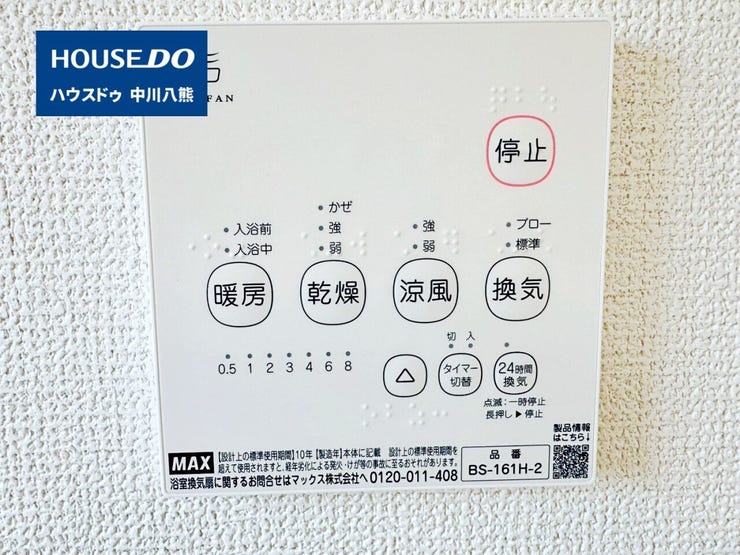 HOUSE DO
ハウスドゥ 中川八熊
FAN
停止
かぜ
入浴前 強 強 ブロー
入浴中 弱 弱 標準
暖房 乾燥 涼風 換気
切 入
0.5 1 2 3 4 6 8
△ タイマー切替 24時間換気
点滅:一時停止
長押し▶停止
製品情報
はこちら↓
MAX
【設計上の標準使用期間】10年【製造年】本体に記載 設計上の標準使用期間を
超えて使用されますと、経年劣化による発火・けが等の事故に至るおそれがあります。
浴室換気扇に関するお問合せはマックス株式会社へ 0120-011-408
品番
BS-161H-2